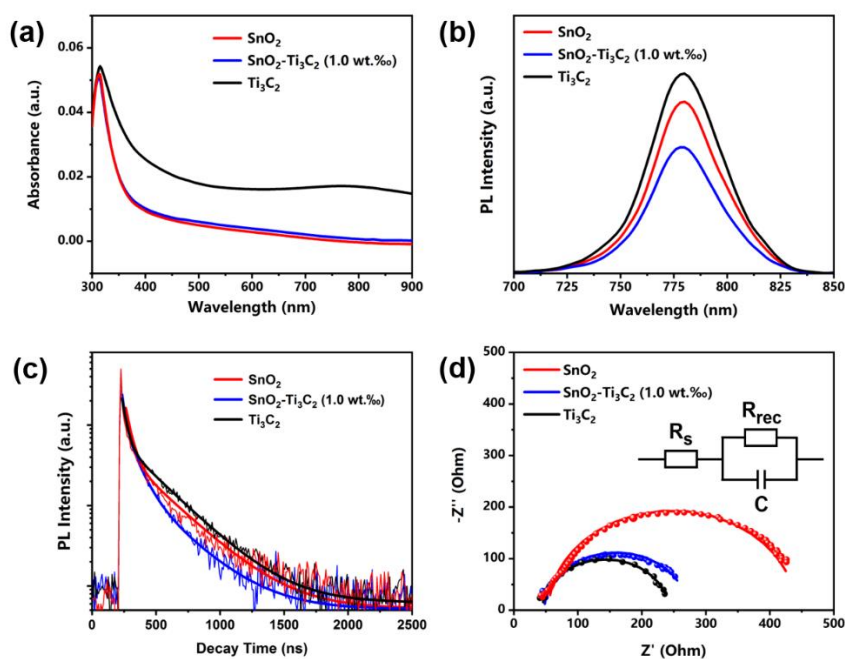 (a)
0.06
0.04
0.02
0.00
Absorbance (a.u.)
SnO₂
SnO₂-Ti₃C₂ (1.0 wt.‰)
Ti₃C₂
300 400 500 600 700 800 900
Wavelength (nm)
(b)
PL Intensity (a.u.)
SnO₂
SnO₂-Ti₃C₂ (1.0 wt.‰)
Ti₃C₂
700 725 750 775 800 825 850
Wavelength (nm)
(c)
PL Intensity (a.u.)
SnO₂
SnO₂-Ti₃C₂ (1.0 wt.‰)
Ti₃C₂
0 500 1000 1500 2000 2500
Decay Time (ns)
(d)
500
400
300
200
100
0
-Z'' (Ohm)
SnO₂
SnO₂-Ti₃C₂ (1.0 wt.‰)
Ti₃C₂
Rₛ
Rrec
C
0 100 200 300 400 500
Z' (Ohm)